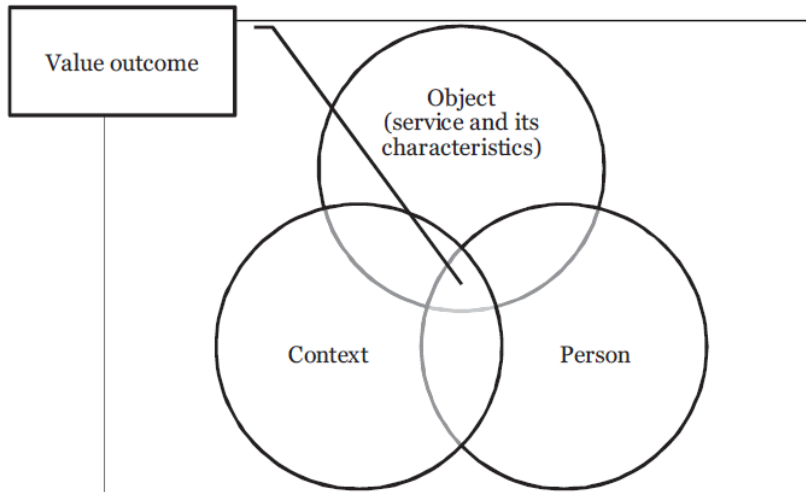 Value outcome
Object
(service and its
characteristics)
Context
Person